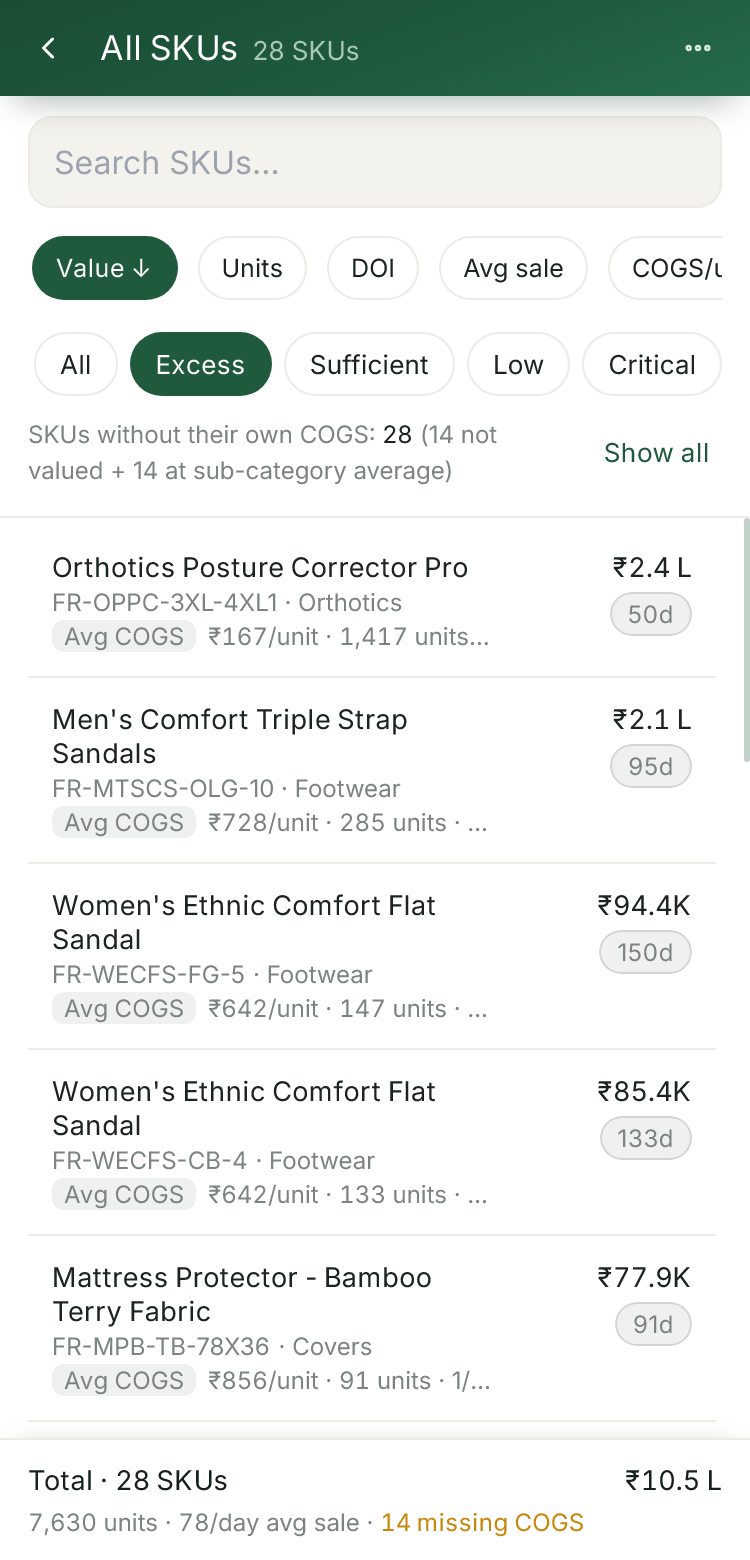 All SKUs 28 SKUs
Search SKUs...
Value ↓ Units DOI Avg sale COGS/u
All Excess Sufficient Low Critical
SKUs without their own COGS: 28 (14 not
valued + 14 at sub-category average)
Show all
Orthotics Posture Corrector Pro ₹2.4 L
FR-OPPC-3XL-4XL1 · Orthotics 50d
Avg COGS ₹167/unit · 1,417 units...
Men's Comfort Triple Strap ₹2.1 L
Sandals 95d
FR-MTSCS-OLG-10 · Footwear
Avg COGS ₹728/unit · 285 units · ...
Women's Ethnic Comfort Flat ₹94.4K
Sandal 150d
FR-WECFS-FG-5 · Footwear
Avg COGS ₹642/unit · 147 units · ...
Women's Ethnic Comfort Flat ₹85.4K
Sandal 133d
FR-WECFS-CB-4 · Footwear
Avg COGS ₹642/unit · 133 units · ...
Mattress Protector - Bamboo ₹77.9K
Terry Fabric 91d
FR-MPB-TB-78X36 · Covers
Avg COGS ₹856/unit · 91 units · 1/...
Total · 28 SKUs ₹10.5 L
7,630 units · 78/day avg sale · 14 missing COGS